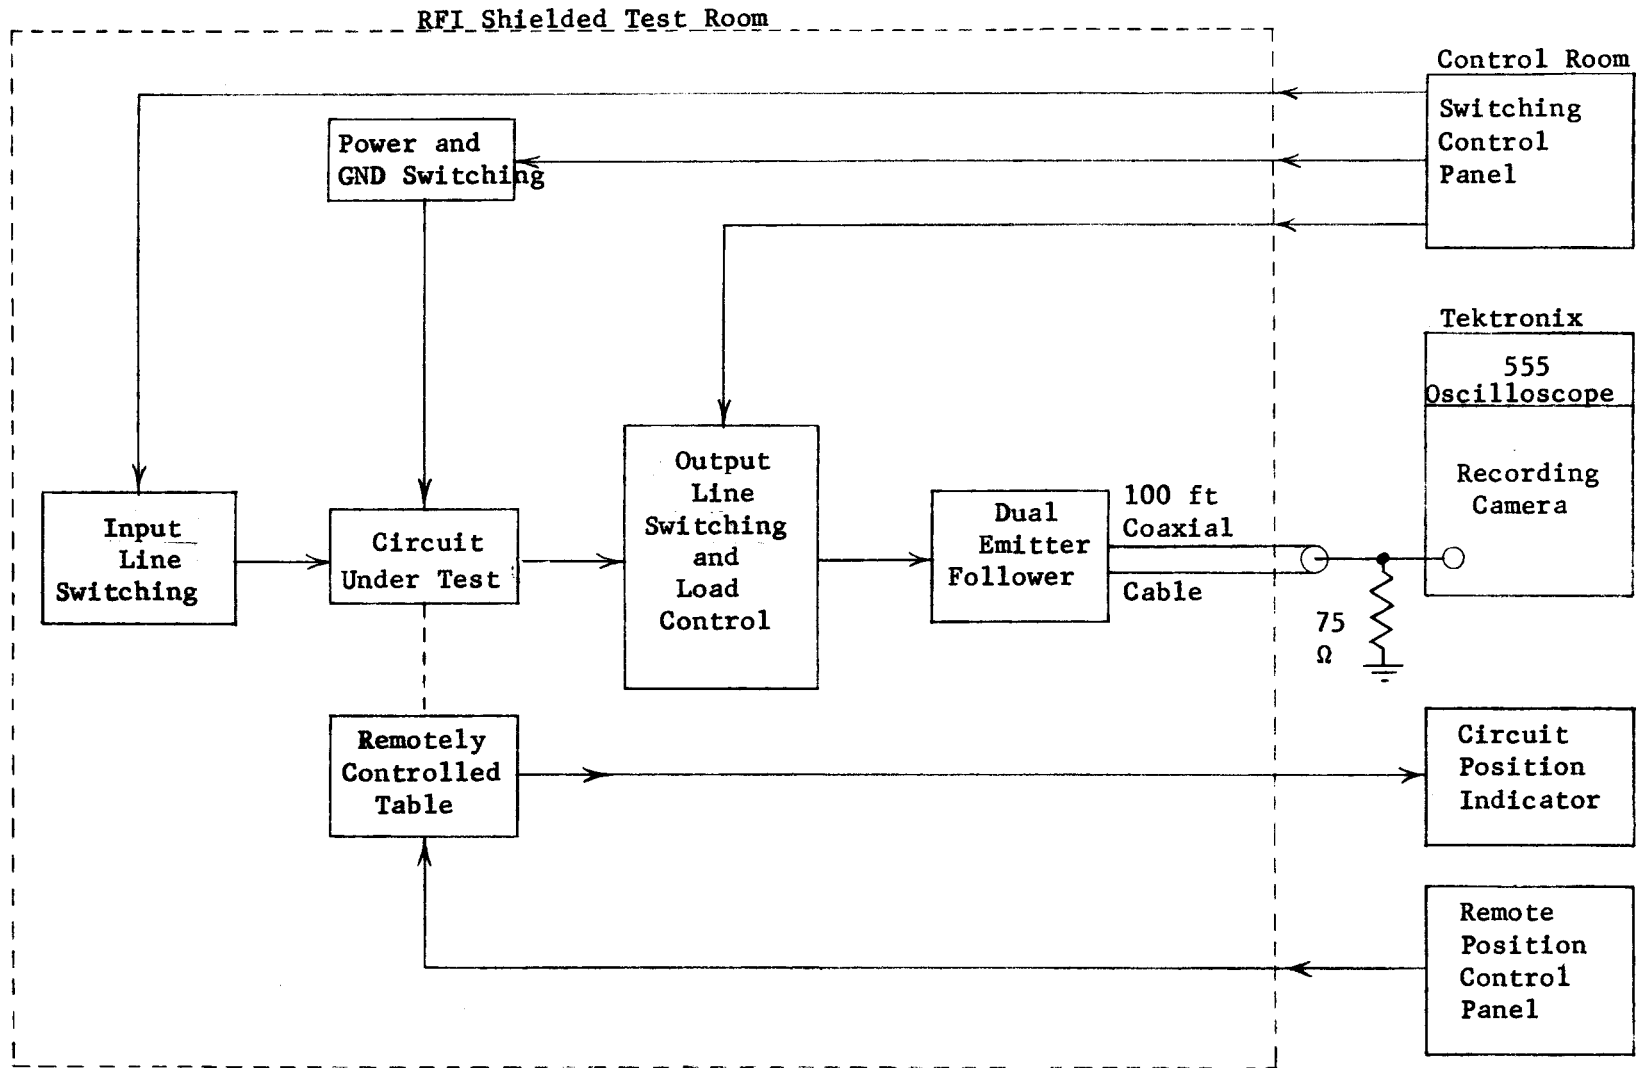 RFI Shielded Test Room
Control Room
Switching
Control
Panel
Power and
GND Switching
Tektronix
555
Oscilloscope
Recording
Camera
Input
Line
Switching
Circuit
Under Test
Output
Line
Switching
and
Load
Control
Dual
Emitter
Follower
100 ft
Coaxial
Cable
75
Ω
Remotely
Controlled
Table
Circuit
Position
Indicator
Remote
Position
Control
Panel